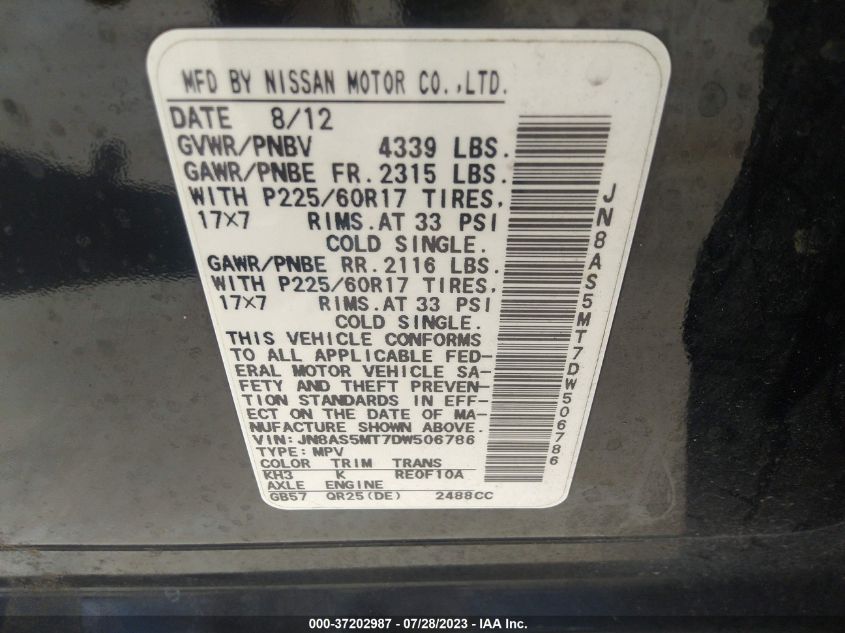 MFD BY NISSAN MOTOR CO.,LTD.
DATE 8/12
GVWR/PNBV 4339 LBS.
GAWR/PNBE FR. 2315 LBS.
WITH P225/60R17 TIRES,
17×7 RIMS.AT 33 PSI
COLD SINGLE.
GAWR/PNBE RR. 2116 LBS.
WITH P225/60R17 TIRES,
17×7 RIMS.AT 33 PSI
COLD SINGLE.
THIS VEHICLE CONFORMS
TO ALL APPLICABLE FED-
ERAL MOTOR VEHICLE SA-
FETY AND THEFT PREVEN-
TION STANDARDS IN EFF-
ECT ON THE DATE OF MA-
NUFACTURE SHOWN ABOVE.
VIN: JN8AS5MT7DW506786
TYPE: MPV
COLOR TRIM TRANS
KH3 K RE0F10A
AXLE ENGINE
GB57 QR25(DE) 2488CC
JN8AS5MT7DW506786
000-37202987 - 07/28/2023 - IAA Inc.